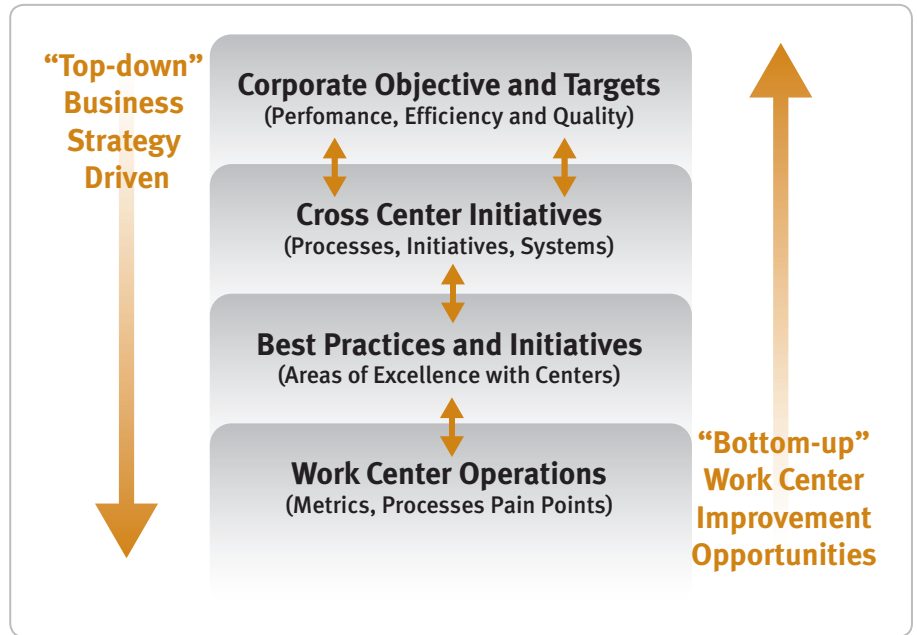 “Top-down”
Business
Strategy
Driven
Corporate Objective and Targets
(Perfomance, Efficiency and Quality)
Cross Center Initiatives
(Processes, Initiatives, Systems)
Best Practices and Initiatives
(Areas of Excellence with Centers)
Work Center Operations
(Metrics, Processes Pain Points)
“Bottom-up”
Work Center
Improvement
Opportunities